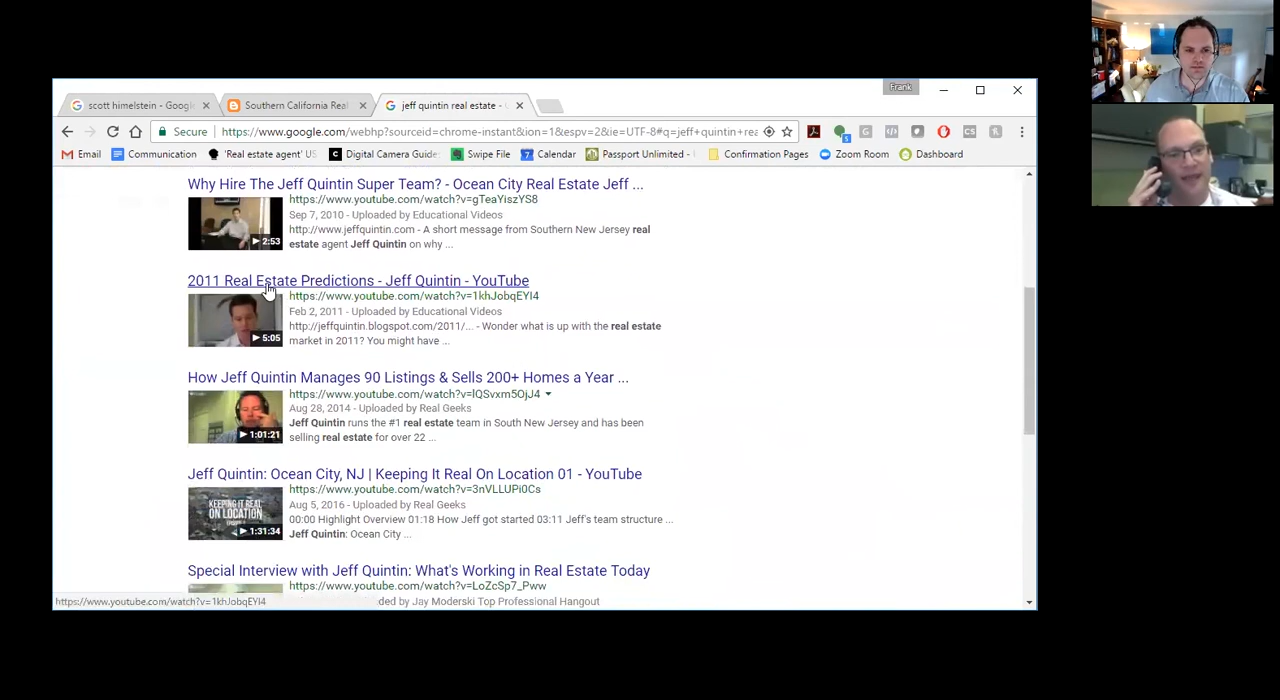 Frank
scott himelstein - Google
Southern California Real
jeff quintin real estate - G
Secure
https://www.google.com/webhp?sourceid=chrome-instant&ion=1&espv=2&ie=UTF-8#q=jeff+quintin+rea
Email
Communication
'Real estate agent' US
Digital Camera Guide
Swipe File
Calendar
Passport Unlimited -
Confirmation Pages
Zoom Room
Dashboard
Why Hire The Jeff Quintin Super Team? - Ocean City Real Estate Jeff ...
https://www.youtube.com/watch?v=gTeaYiszYS8
2:53
Sep 7, 2010 - Uploaded by Educational Videos
http://www.jeffquintin.com - A short message from Southern New Jersey real
estate agent Jeff Quintin on why ...
2011 Real Estate Predictions - Jeff Quintin - YouTube
https://www.youtube.com/watch?v=1khJobqEYI4
5:05
Feb 2, 2011 - Uploaded by Educational Videos
http://jeffquintin.blogspot.com/2011/... - Wonder what is up with the real estate
market in 2011? You might have ...
How Jeff Quintin Manages 90 Listings & Sells 200+ Homes a Year ...
https://www.youtube.com/watch?v=lQSvxm5OjJ4
1:01:21
Aug 28, 2014 - Uploaded by Real Geeks
Jeff Quintin runs the #1 real estate team in South New Jersey and has been
selling real estate for over 22 ...
Jeff Quintin: Ocean City, NJ | Keeping It Real On Location 01 - YouTube
https://www.youtube.com/watch?v=3nVLLUPi0Cs
KEEPING IT REAL
ON LOCATION
1:31:34
Aug 5, 2016 - Uploaded by Real Geeks
00:00 Highlight Overview 01:18 How Jeff got started 03:11 Jeff's team structure ...
Jeff Quintin: Ocean City ...
Special Interview with Jeff Quintin: What's Working in Real Estate Today
https://www.youtube.com/watch?v=LoZcSp7_Pww
ded by Jay Moderski Top Professional Hangout
https://www.youtube.com/watch?v=1khJobqEYI4